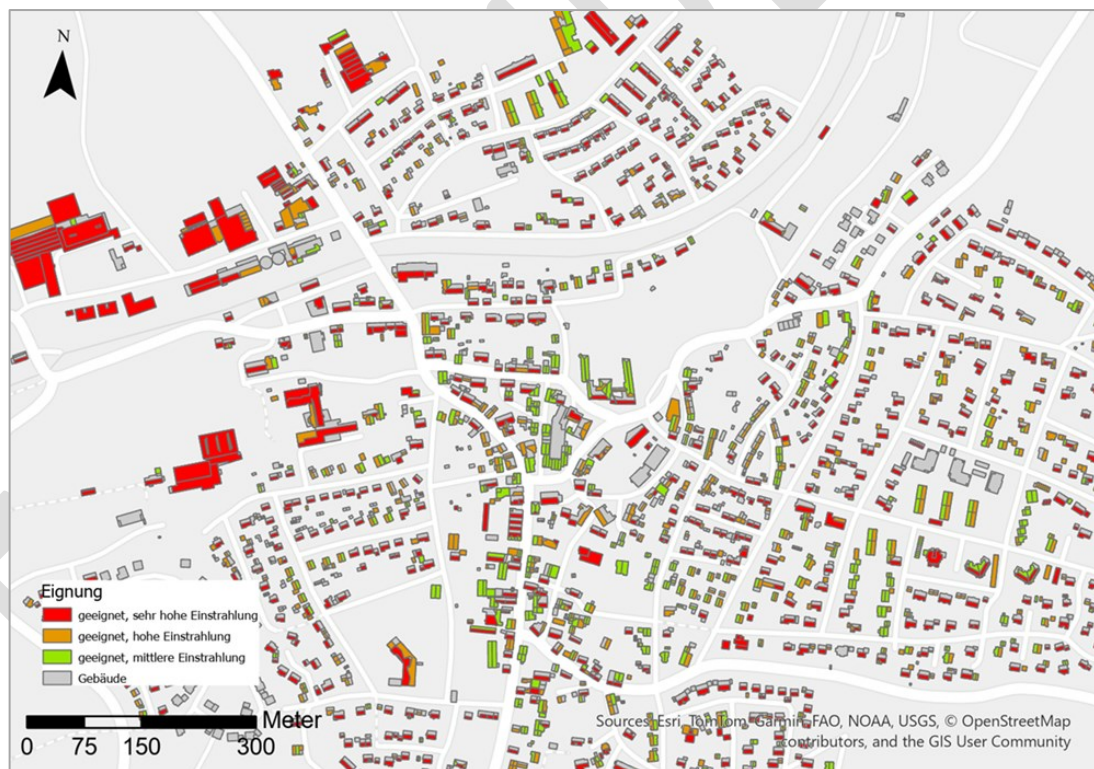 N
Eignung
geeignet, sehr hohe Einstrahlung
geeignet, hohe Einstrahlung
geeignet, mittlere Einstrahlung
Gebäude
Meter
0 75 150 300
Sources: Esri, TomTom, Garmin, FAO, NOAA, USGS, © OpenStreetMap
contributors, and the GIS User Community